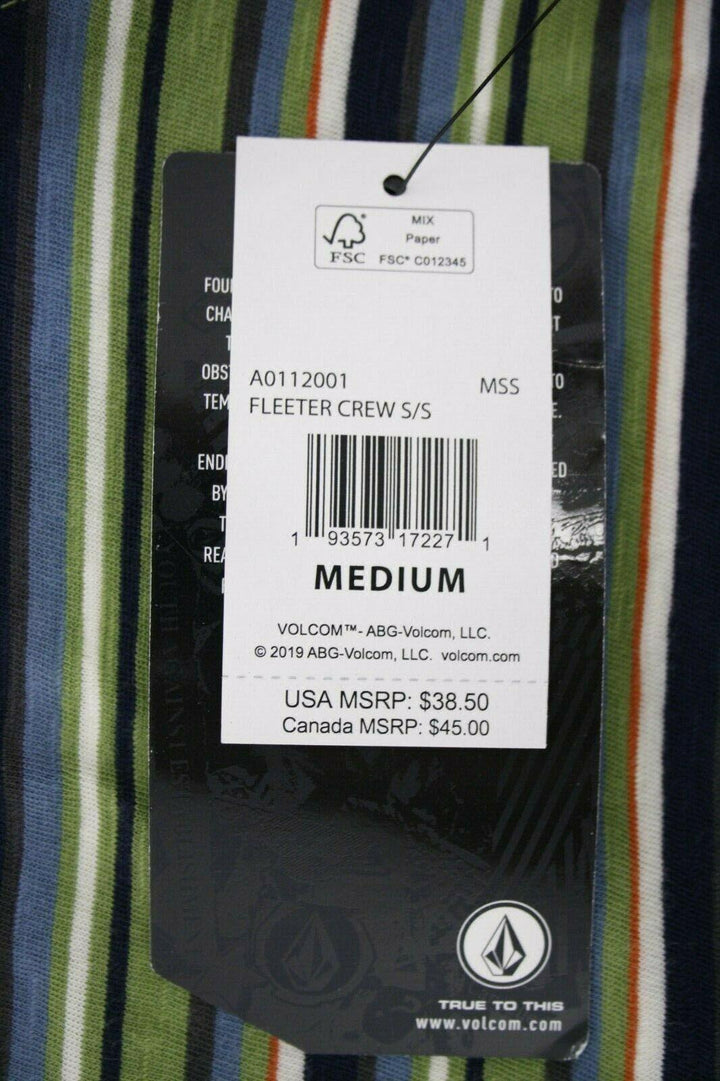 MIX
Paper
FSC
FSC® C012345
A0112001 MSS
FLEETER CREW S/S
1 93573 17227 1
MEDIUM
VOLCOM™- ABG-Volcom, LLC.
© 2019 ABG-Volcom, LLC. volcom.com
USA MSRP: $38.50
Canada MSRP: $45.00
TRUE TO THIS
www.volcom.com